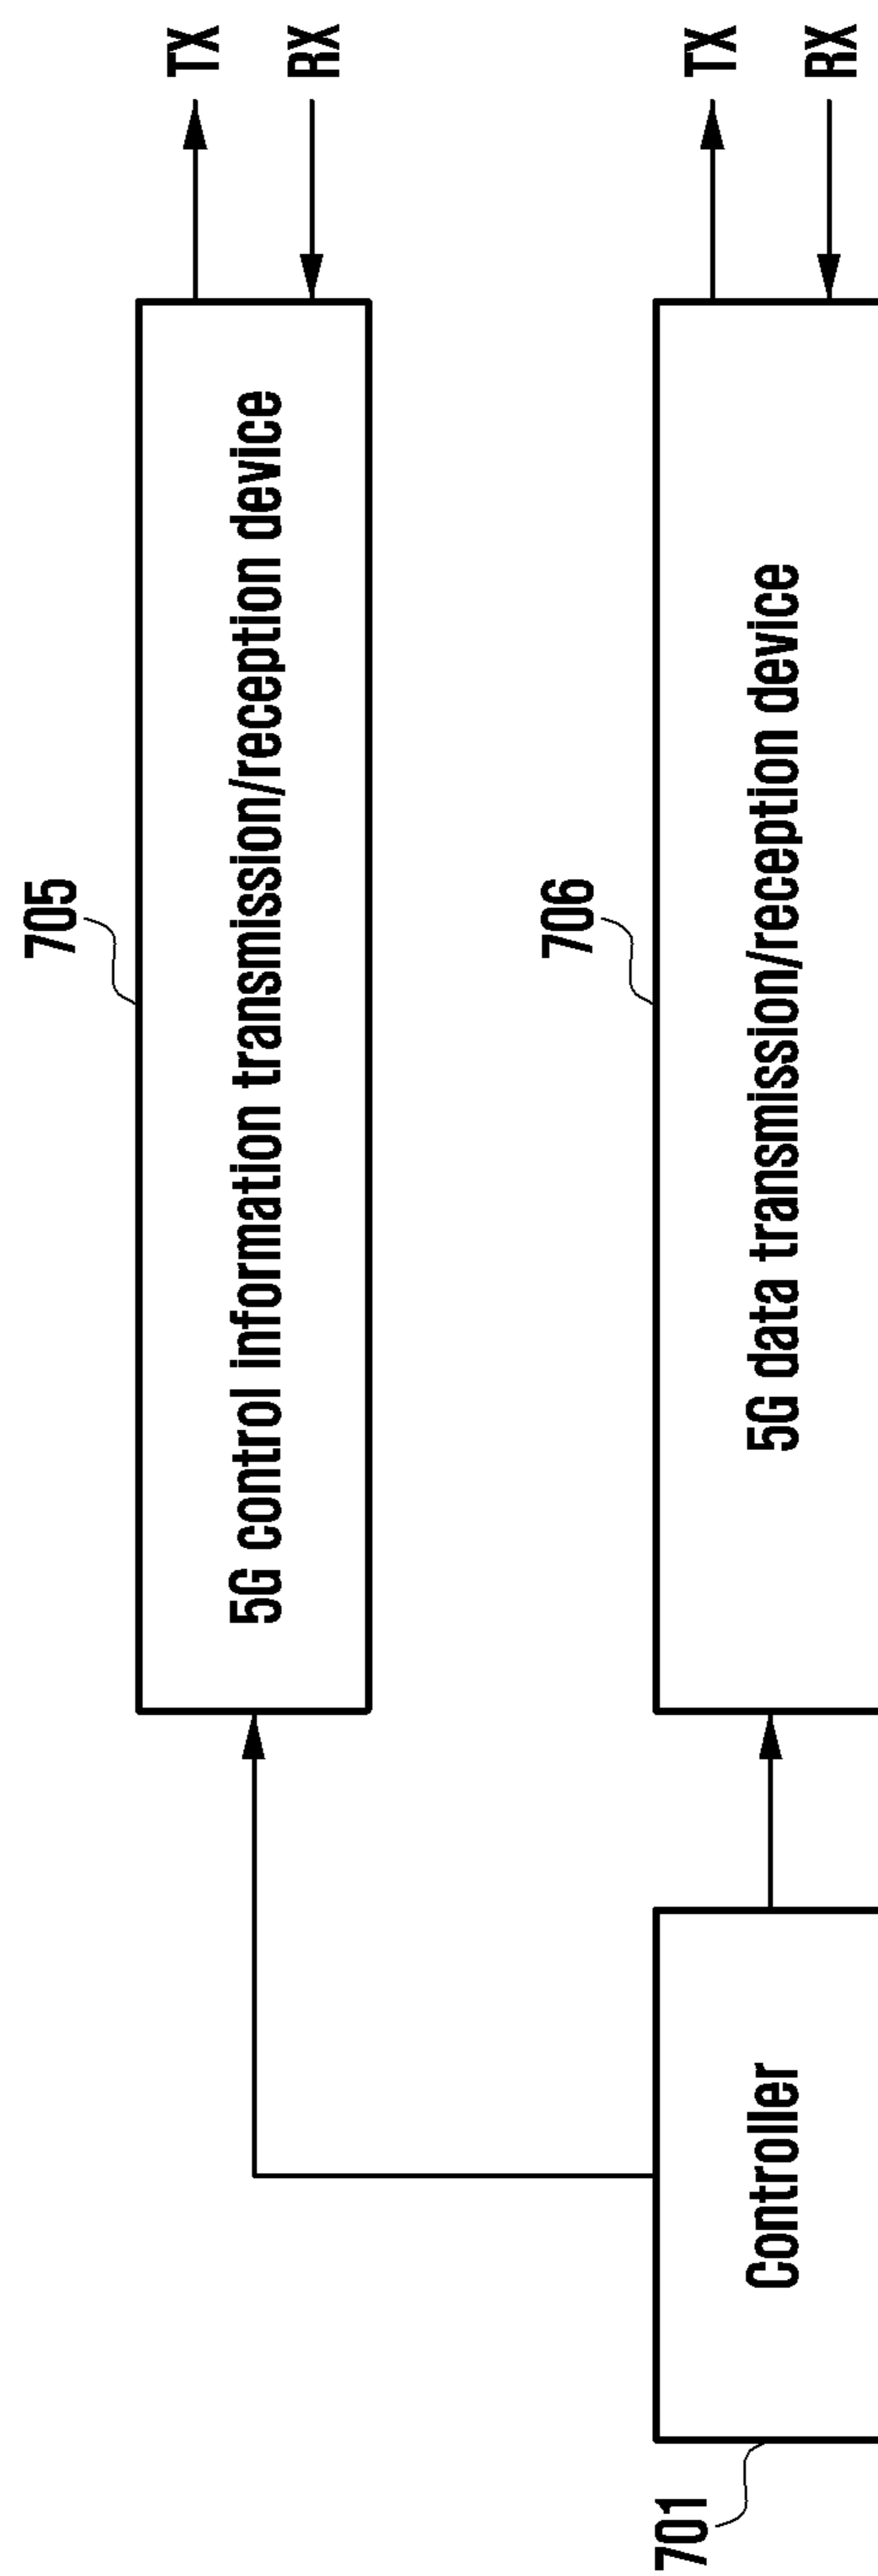 705
5G control information transmission/reception device
TX
RX
706
701
Controller
5G data transmission/reception device
TX
RX